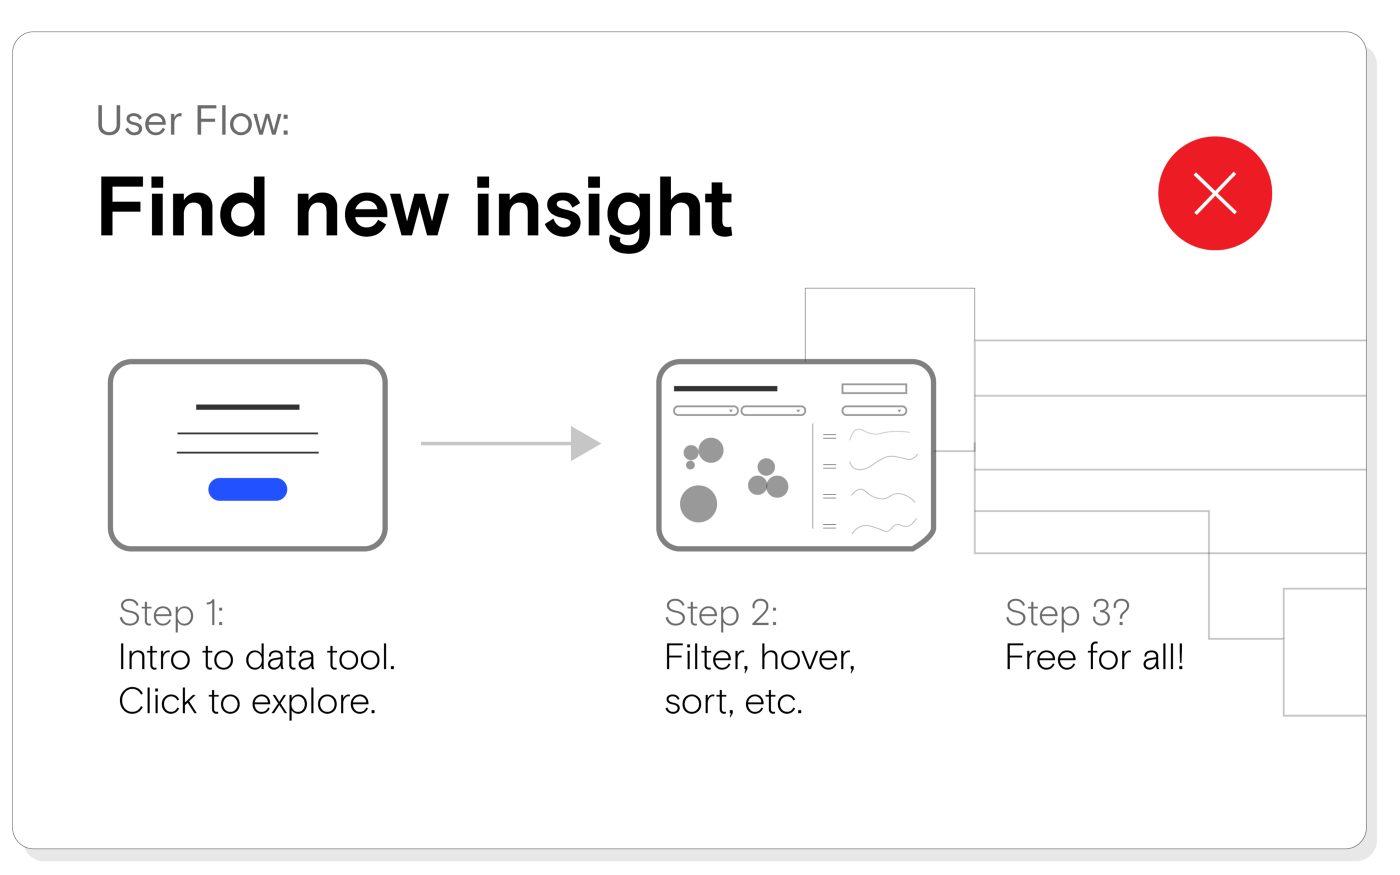 User Flow:
Find new insight
Step 1:
Intro to data tool.
Click to explore.
Step 2:
Filter, hover,
sort, etc.
Step 3?
Free for all!